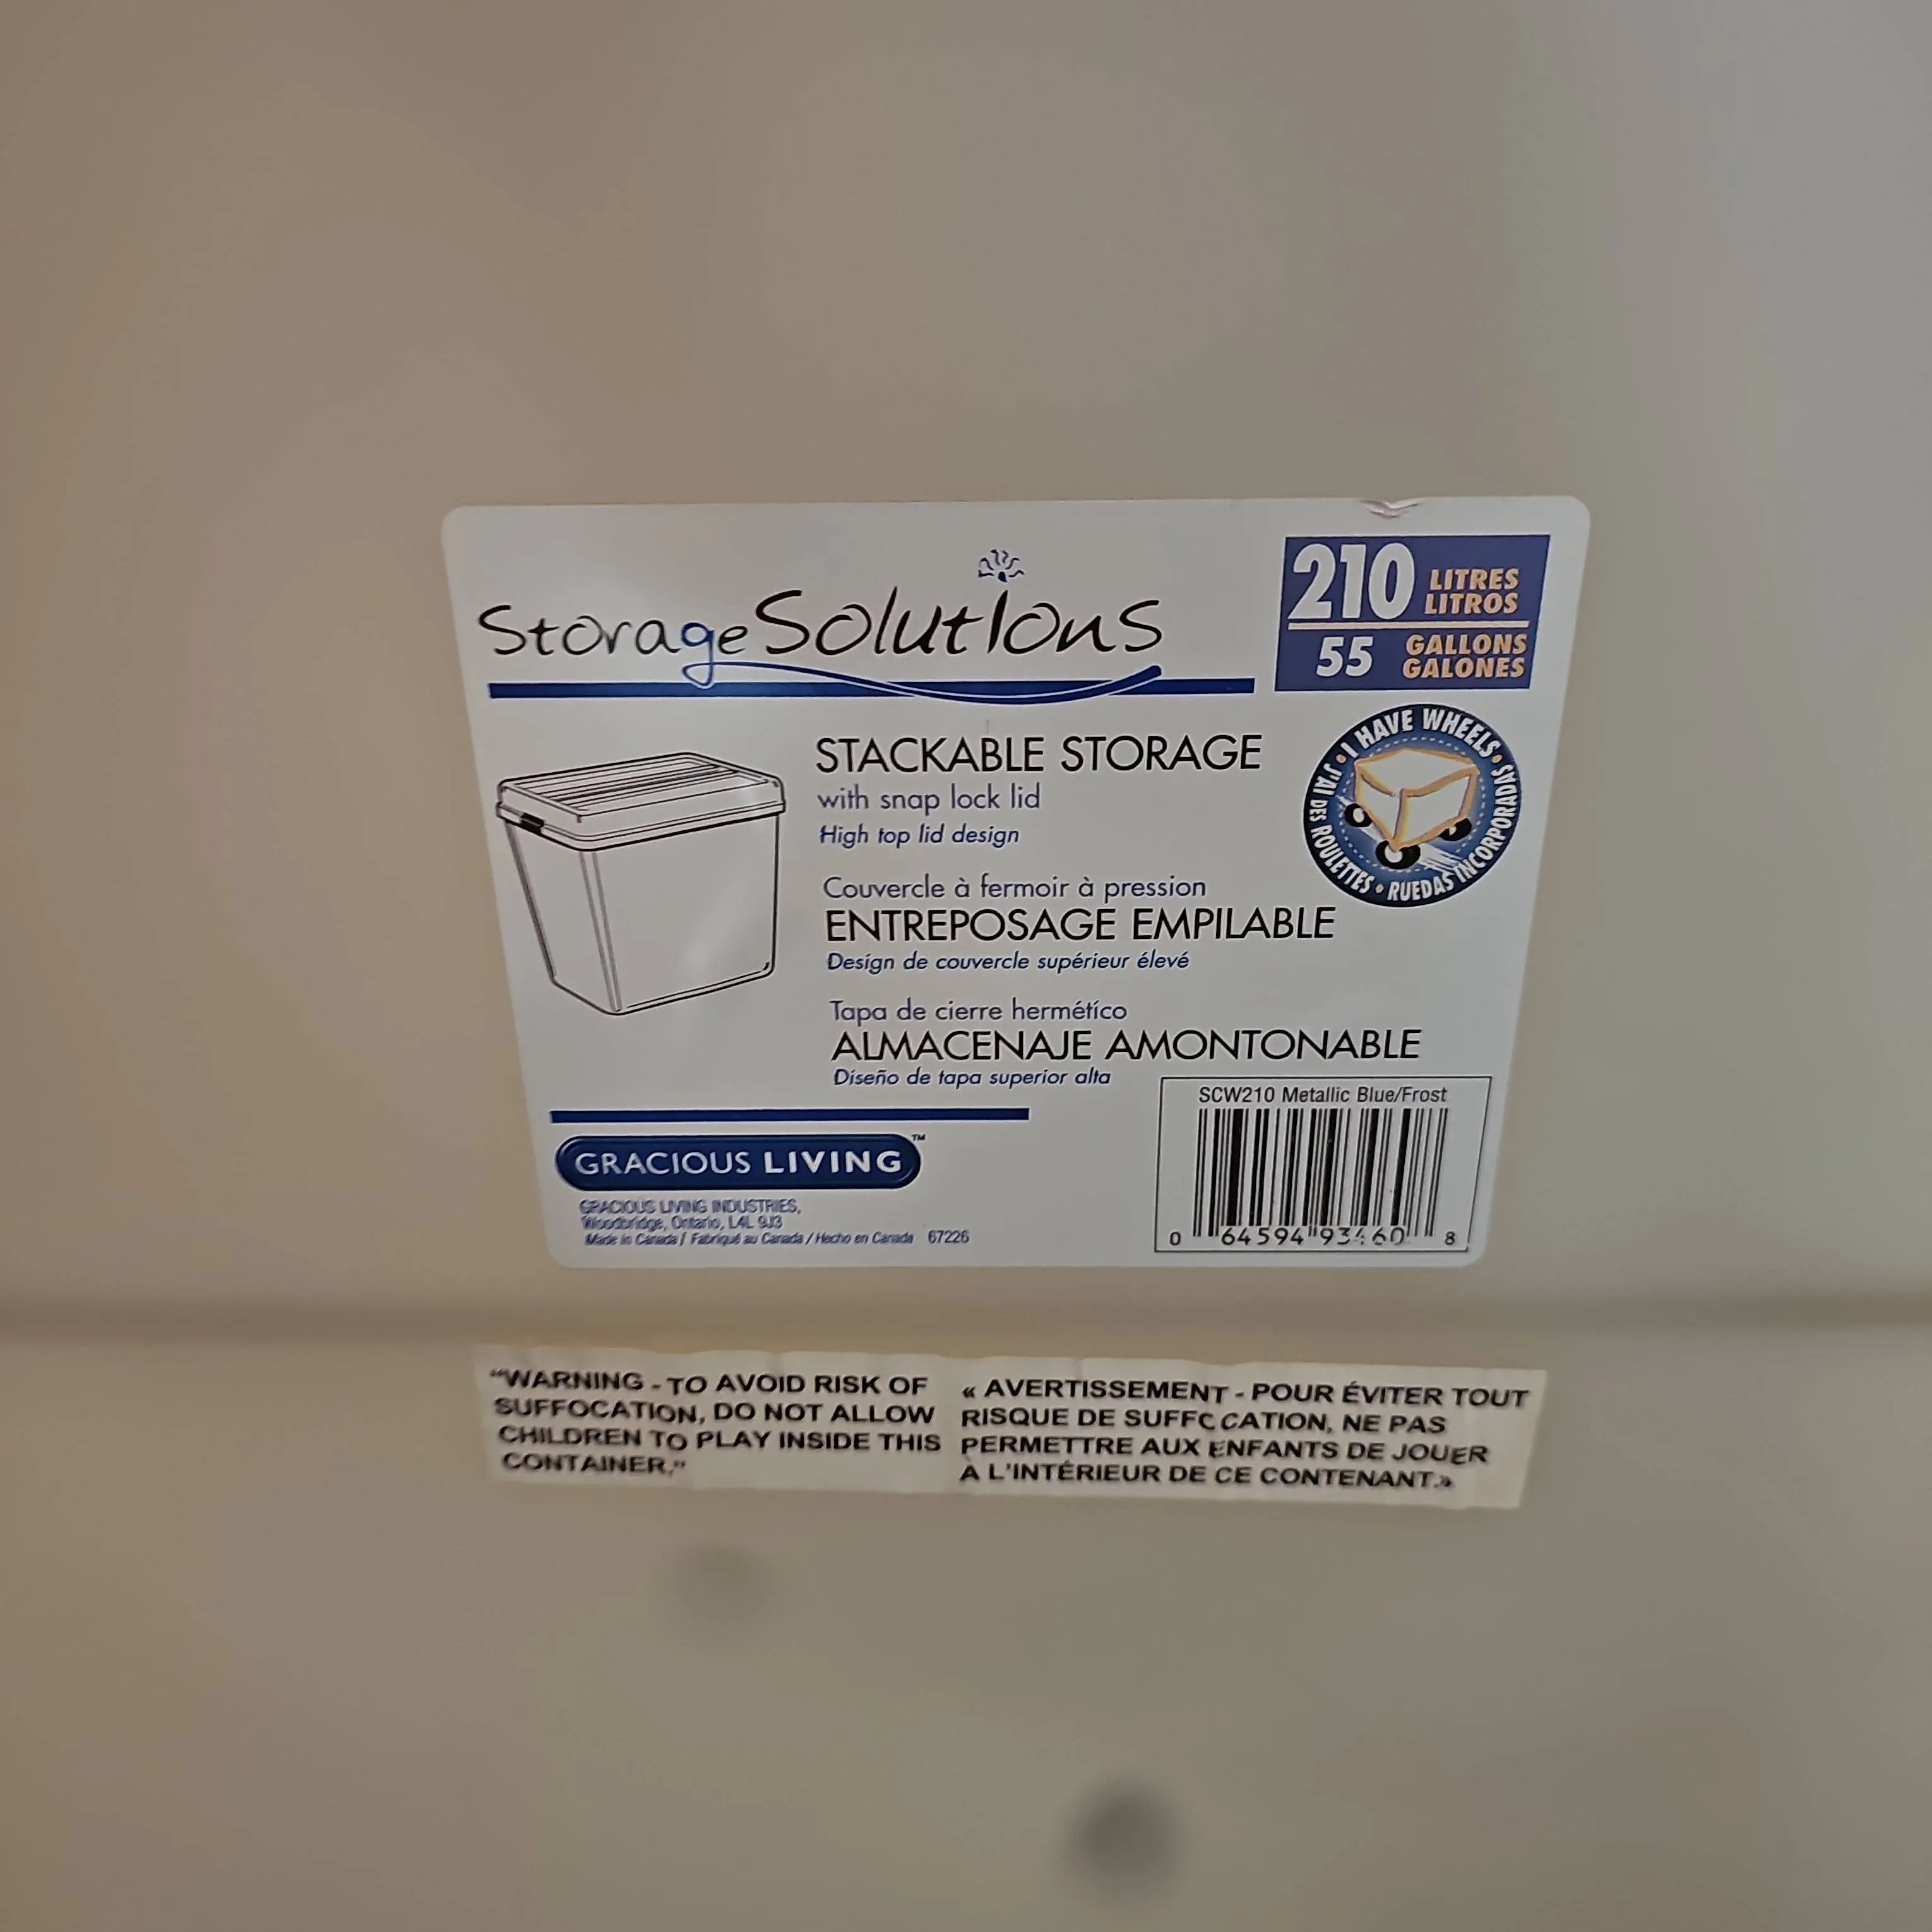 Storage Solutions
210 LITRES
LITROS
55 GALLONS
GALONES
STACKABLE STORAGE
with snap lock lid
High top lid design
I HAVE WHEELS • RUEDAS INCORPORADAS • J'AI DES ROULETTES •
Couvercle à fermoir à pression
ENTREPOSAGE EMPILABLE
Design de couvercle supérieur élevé
Tapa de cierre hermético
ALMACENAJE AMONTONABLE
Diseño de tapa superior alta
SCW210 Metallic Blue/Frost
GRACIOUS LIVING™
GRACIOUS LIVING INDUSTRIES,
Woodbridge, Ontario, L4L 9J3
Made in Canada / Fabriqué au Canada / Hecho en Canada 67226
0 64594 93460 8
"WARNING - TO AVOID RISK OF
SUFFOCATION, DO NOT ALLOW
CHILDREN TO PLAY INSIDE THIS
CONTAINER."
« AVERTISSEMENT - POUR ÉVITER TOUT
RISQUE DE SUFFOCATION, NE PAS
PERMETTRE AUX ENFANTS DE JOUER
À L'INTÉRIEUR DE CE CONTENANT.»